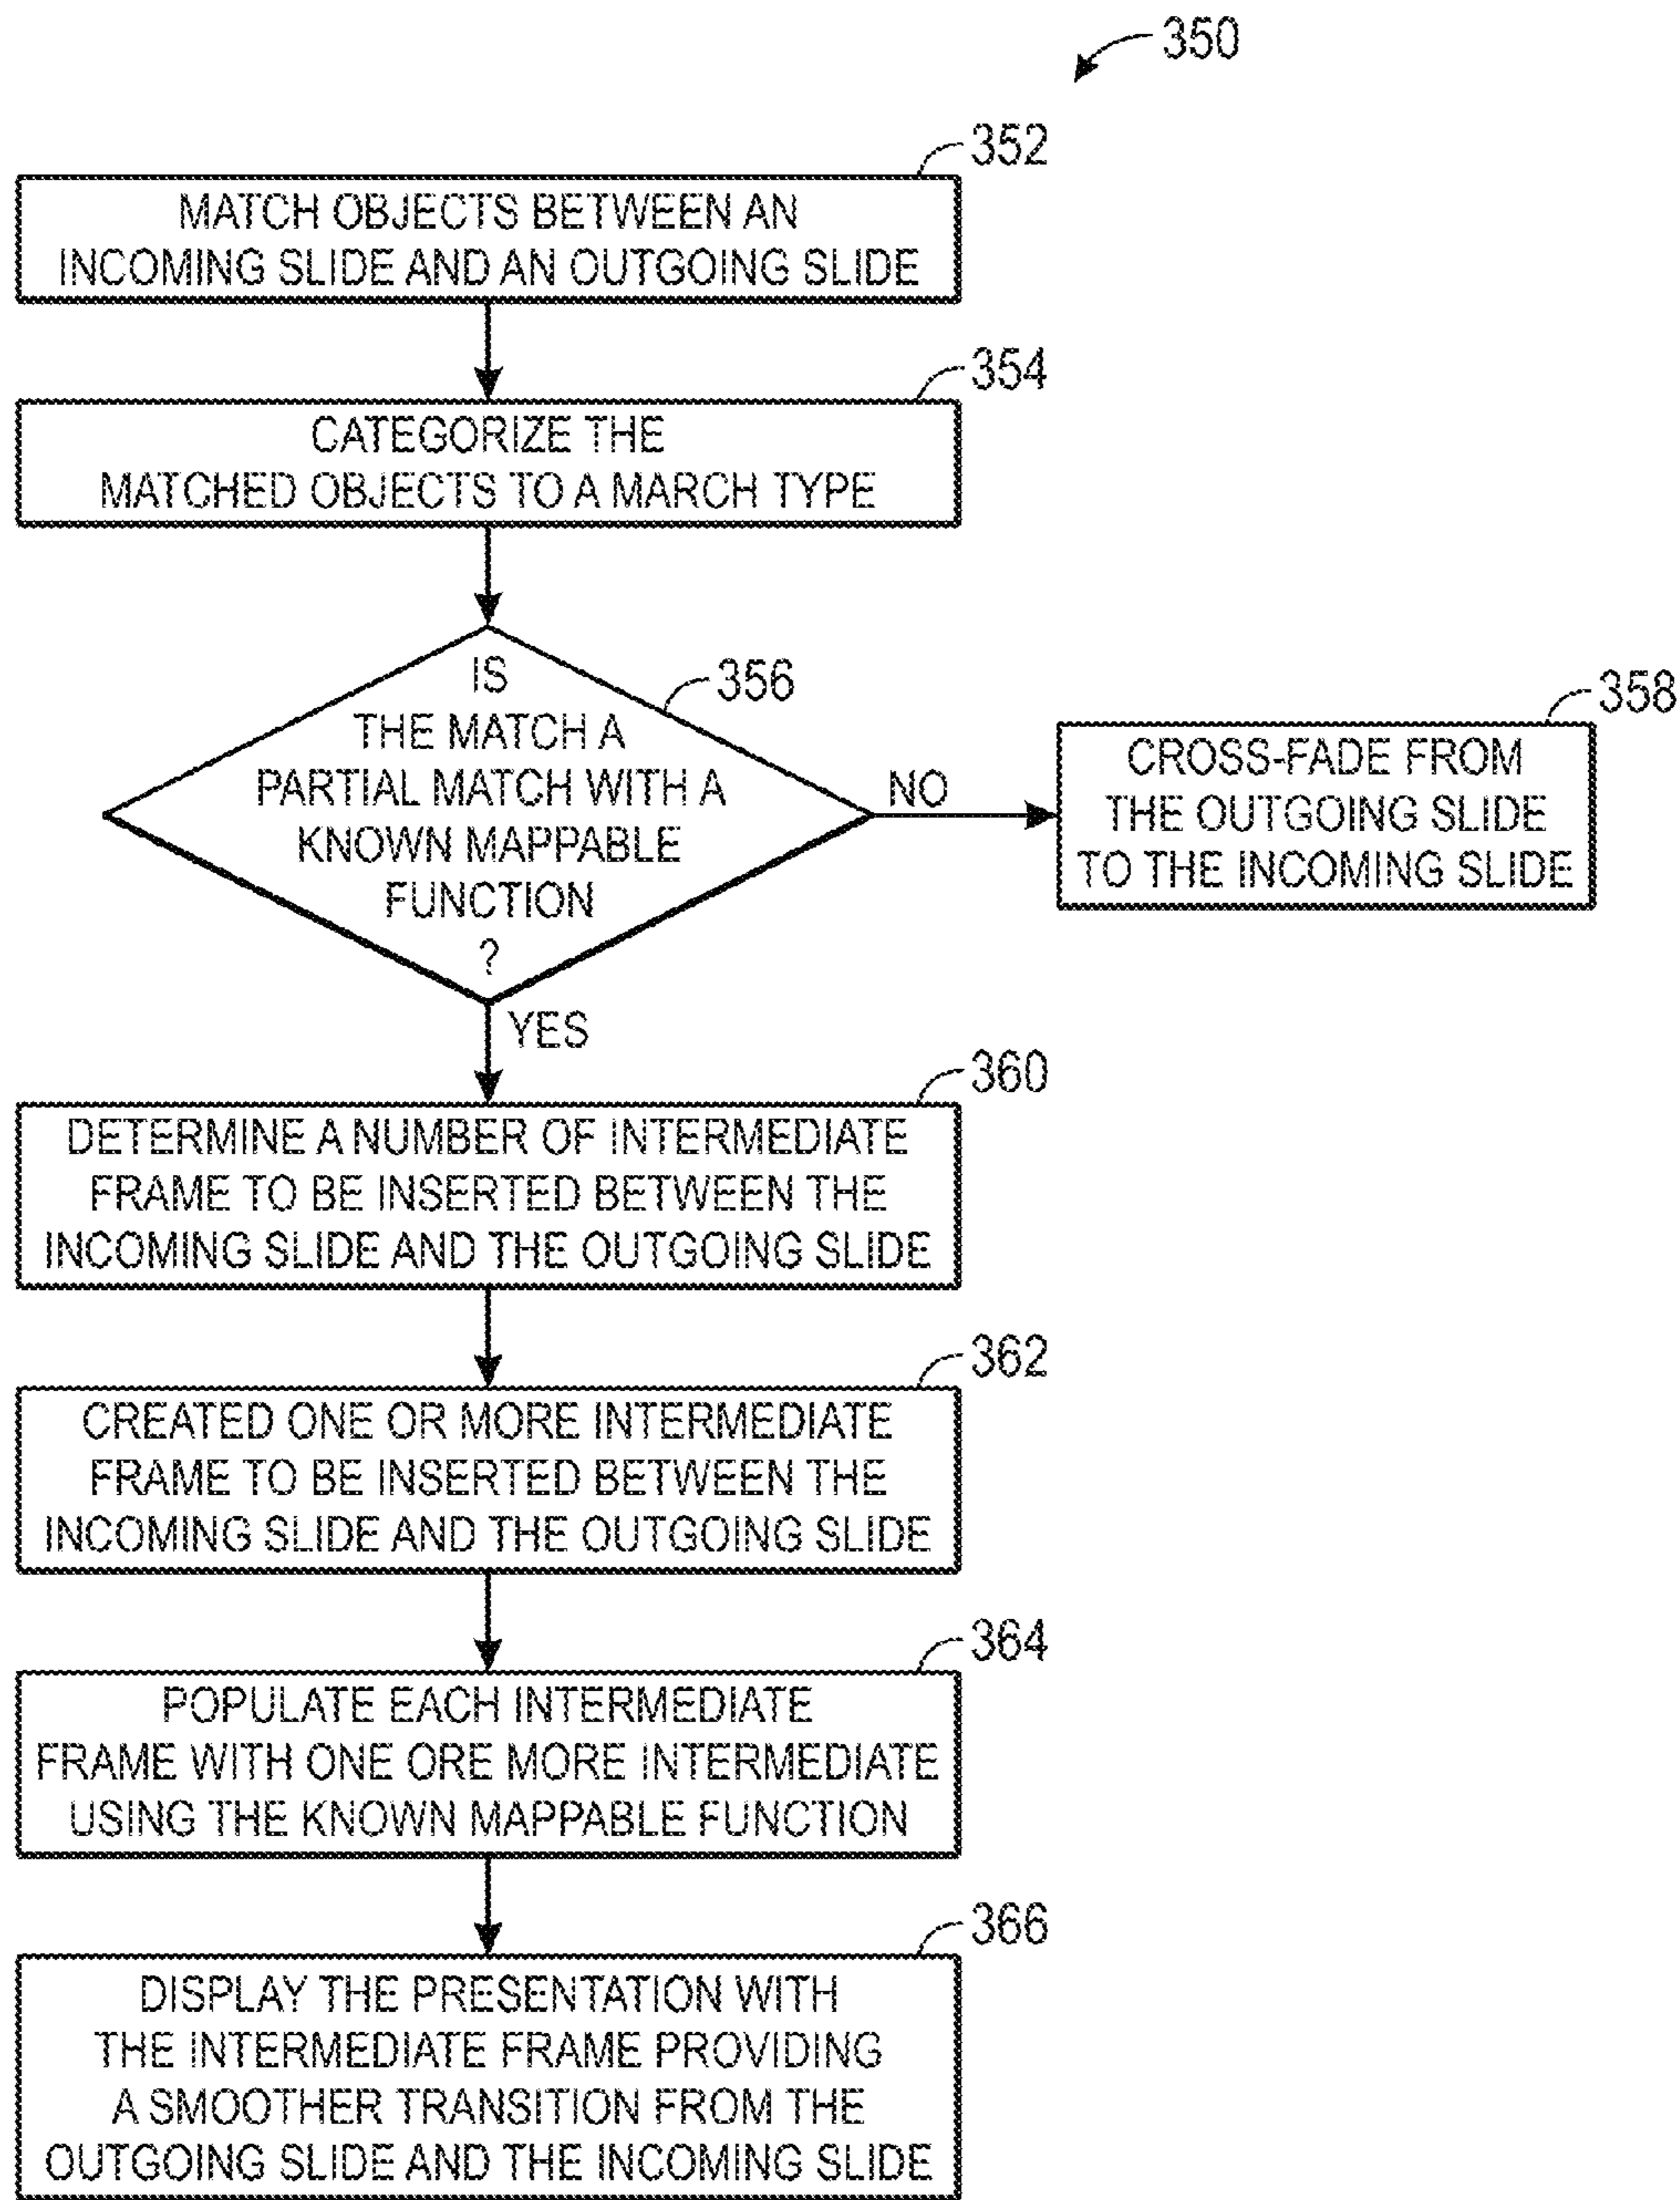 350
352
MATCH OBJECTS BETWEEN AN
INCOMING SLIDE AND AN OUTGOING SLIDE
354
CATEGORIZE THE
MATCHED OBJECTS TO A MARCH TYPE
356
IS
THE MATCH A
PARTIAL MATCH WITH A
KNOWN MAPPABLE
FUNCTION
?
NO
358
CROSS-FADE FROM
THE OUTGOING SLIDE
TO THE INCOMING SLIDE
YES
360
DETERMINE A NUMBER OF INTERMEDIATE
FRAME TO BE INSERTED BETWEEN THE
INCOMING SLIDE AND THE OUTGOING SLIDE
362
CREATED ONE OR MORE INTERMEDIATE
FRAME TO BE INSERTED BETWEEN THE
INCOMING SLIDE AND THE OUTGOING SLIDE
364
POPULATE EACH INTERMEDIATE
FRAME WITH ONE ORE MORE INTERMEDIATE
USING THE KNOWN MAPPABLE FUNCTION
366
DISPLAY THE PRESENTATION WITH
THE INTERMEDIATE FRAME PROVIDING
A SMOOTHER TRANSITION FROM THE
OUTGOING SLIDE AND THE INCOMING SLIDE